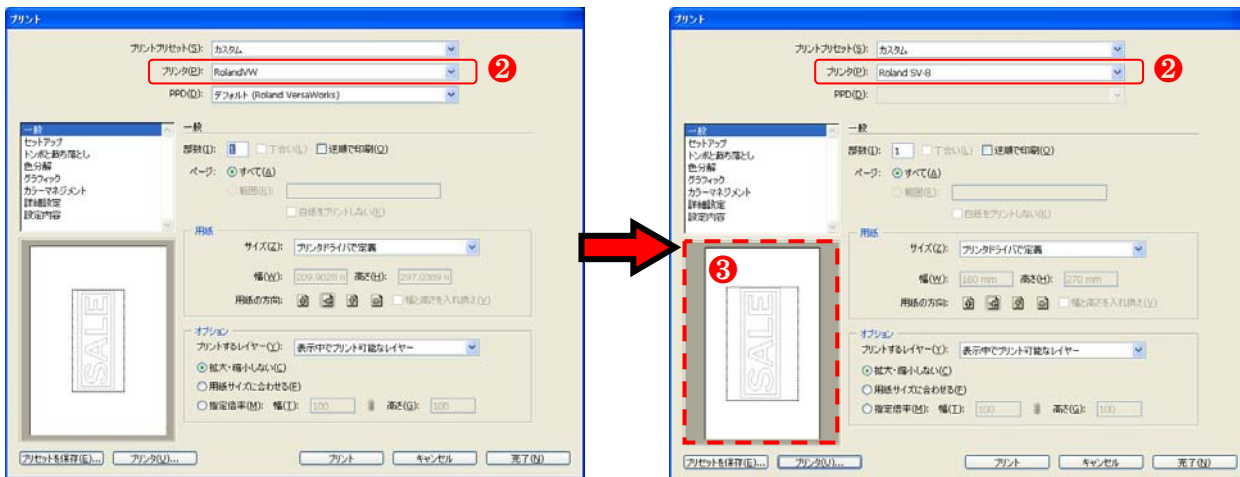 プリント
プリントプリセット(S): カスタム
プリンタ(P): RolandVW
❷
PPD(D): デフォルト (Roland VersaWorks)
一般
セットアップ
トンボと裁ち落とし
色分解
グラフィック
カラーマネジメント
詳細設定
設定内容
一般
部数(I): 1 丁合い(L) 逆順で印刷(O)
ページ: すべて(A)
範囲(R):
白紙をプリントしない(K)
用紙
サイズ(Z): プリンタドライバで定義
幅(W): 209.9028 m 高さ(H): 297.0389 m
用紙の方向: 幅と高さを入れ換え(V)
オプション
プリントするレイヤー(Y): 表示中でプリント可能なレイヤー
拡大・縮小しない(C)
用紙サイズに合わせる(F)
指定倍率(M): 幅(T): 100 高さ(G): 100
SALE
プリセットを保存(E)... プリンタ(U)... プリント キャンセル 完了(N)
プリント
プリントプリセット(S): カスタム
プリンタ(P): Roland SV-8
❷
PPD(D):
一般
セットアップ
トンボと裁ち落とし
色分解
グラフィック
カラーマネジメント
詳細設定
設定内容
一般
部数(I): 1 丁合い(L) 逆順で印刷(O)
ページ: すべて(A)
範囲(R):
白紙をプリントしない(K)
用紙
サイズ(Z): プリンタドライバで定義
幅(W): 160 mm 高さ(H): 270 mm
用紙の方向: 幅と高さを入れ換え(V)
オプション
プリントするレイヤー(Y): 表示中でプリント可能なレイヤー
拡大・縮小しない(C)
用紙サイズに合わせる(F)
指定倍率(M): 幅(T): 100 高さ(G): 100
❸
SALE
プリセットを保存(E)... プリンタ(U)... プリント キャンセル 完了(N)